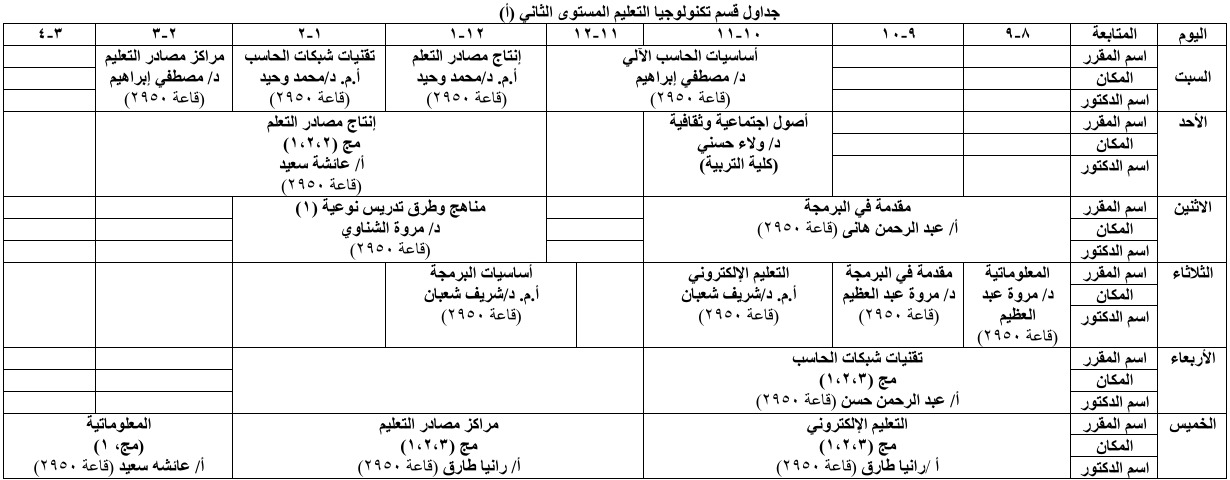 جداول قسم تكنولوجيا التعليم المستوى الثاني (أ)
اليوم المتابعة ٨-٩ ٩-١٠ ١٠-١١ ١١-١٢ ١٢-١ ١-٢ ٢-٣ ٣-٤
السبت
اسم المقرر
المكان
اسم الدكتور
أساسيات الحاسب الآلي
د/ مصطفي إبراهيم
(قاعة ٢٩٥٠)
إنتاج مصادر التعلم
أ.م. د/محمد وحيد
(قاعة ٢٩٥٠)
تقنيات شبكات الحاسب
أ.م. د/محمد وحيد
(قاعة ٢٩٥٠)
مراكز مصادر التعليم
د/ مصطفي إبراهيم
(قاعة ٢٩٥٠)
الأحد
اسم المقرر
المكان
اسم الدكتور
أصول اجتماعية وثقافية
د/ ولاء حسني
(كلية التربية)
إنتاج مصادر التعلم
مج (١،٢،٢)
أ/ عائشة سعيد
(قاعة ٢٩٥٠)
الاثنين
اسم المقرر
المكان
اسم الدكتور
مقدمة في البرمجة
أ/ عبد الرحمن هانى (قاعة ٢٩٥٠)
مناهج وطرق تدريس نوعية (١)
د/ مروة الشناوي
(قاعة ٢٩٥٠)
الثلاثاء
اسم المقرر
المكان
اسم الدكتور
المعلوماتية
د/ مروة عبد
العظيم
(قاعة ٢٩٥٠)
مقدمة في البرمجة
د/ مروة عبد العظيم
(قاعة ٢٩٥٠)
التعليم الإلكتروني
أ.م. د/شريف شعبان
(قاعة ٢٩٥٠)
أساسيات البرمجة
أ.م. د/شريف شعبان
(قاعة ٢٩٥٠)
الأربعاء
اسم المقرر
المكان
اسم الدكتور
تقنيات شبكات الحاسب
مج (١،٢،٣)
أ/ عبد الرحمن حسن (قاعة ٢٩٥٠)
الخميس
اسم المقرر
المكان
اسم الدكتور
التعليم الإلكتروني
مج (١،٢،٣)
أ /رانيا طارق (قاعة ٢٩٥٠)
مراكز مصادر التعليم
مج (١،٢،٣)
أ/ رانيا طارق (قاعة ٢٩٥٠)
المعلوماتية
(مج، ١)
أ/ عائشه سعيد (قاعة ٢٩٥٠)